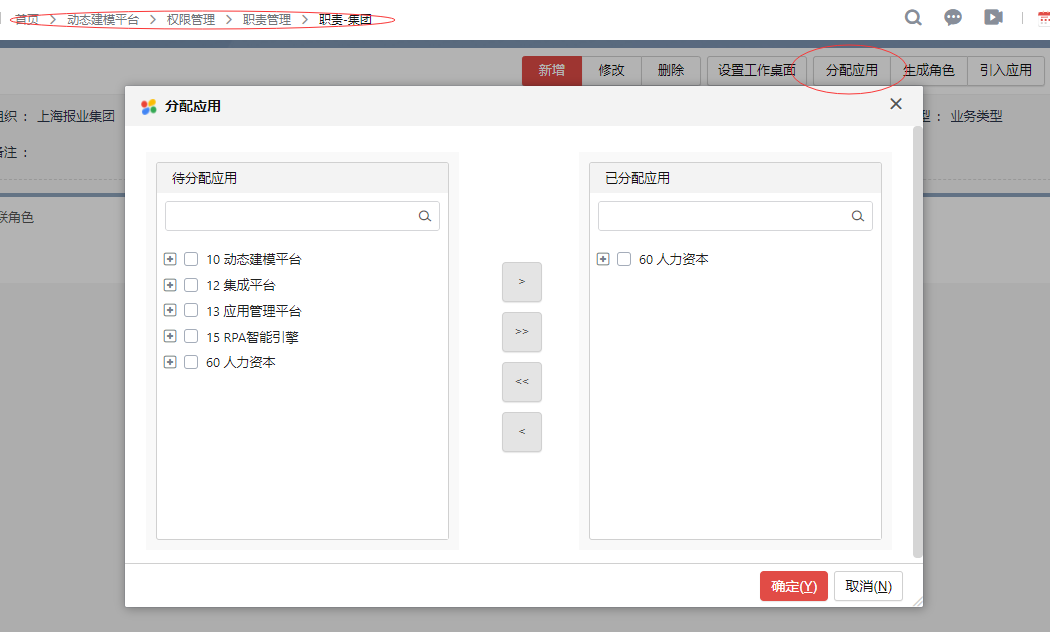 首页 > 动态建模平台 > 权限管理 > 职责管理 > 职责-集团
新增 修改 删除 设置工作桌面 分配应用 生成角色 引入应用
组织 : 上海报业集团
型 : 业务类型
备注 :
联角色
分配应用
待分配应用
10 动态建模平台
12 集成平台
13 应用管理平台
15 RPA智能引擎
60 人力资本
>
>>
<<
<
已分配应用
60 人力资本
确定(Y) 取消(N)